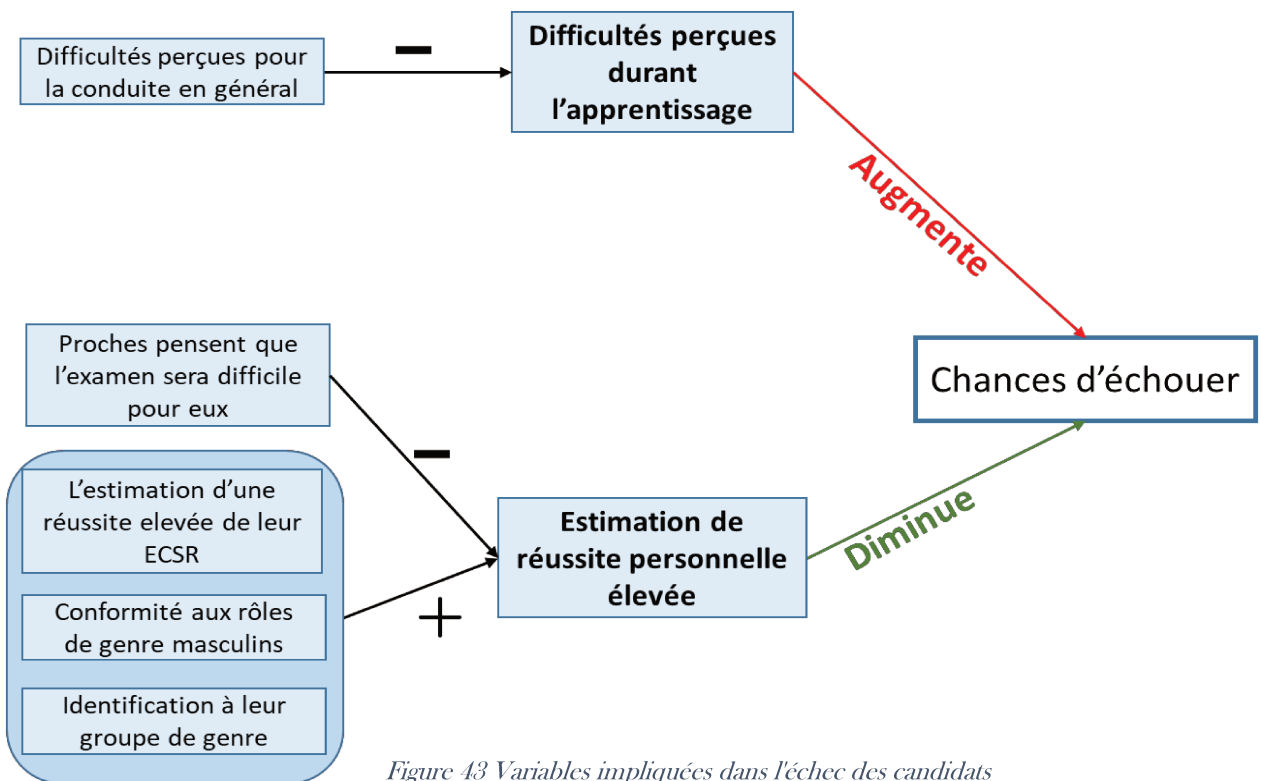 Difficultés perçues pour
la conduite en général
−
Difficultés perçues
durant
l’apprentissage
Augmente
Proches pensent que
l’examen sera difficile
pour eux
−
Chances d’échouer
L’estimation d’une
réussite elevée de leur
ECSR
Conformité aux rôles
de genre masculins
Identification à leur
groupe de genre
+
Estimation de
réussite personnelle
élevée
Diminue
Figure 43 Variables impliquées dans l'échec des candidats